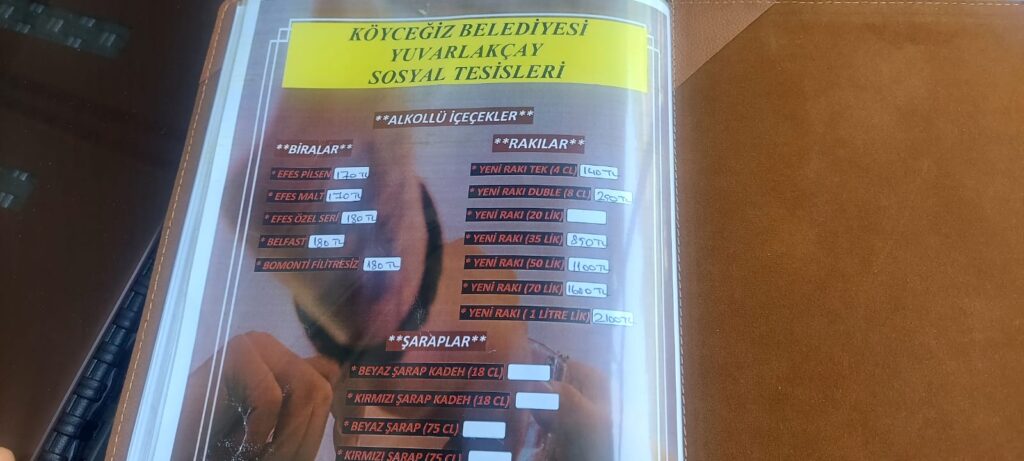 KÖYCEĞİZ BELEDİYESİ
YUVARLAKÇAY
SOSYAL TESİSLERİ
**ALKOLLÜ İÇEÇEKLER**
**BİRALAR**
* EFES PİLSEN 170 TL
* EFES MALT 170 TL
* EFES ÖZEL SERİ 180 TL
* BELFAST 180 TL
* BOMONTİ FİLİTRESİZ 180 TL
**RAKILAR**
* YENİ RAKI TEK (4 CL) 140 TL
* YENİ RAKI DUBLE (8 CL) 250 TL
* YENİ RAKI (20 LİK)
* YENİ RAKI (35 LİK) 850 TL
* YENİ RAKI (50 LİK) 1100 TL
* YENİ RAKI (70 LİK) 1600 TL
* YENİ RAKI ( 1 LİTRE LİK) 2100 TL
**ŞARAPLAR**
* BEYAZ ŞARAP KADEH (18 CL)
* KIRMIZI ŞARAP KADEH (18 CL)
* BEYAZ ŞARAP (75 CL)
* KIRMIZI ŞARAP (75 CL)